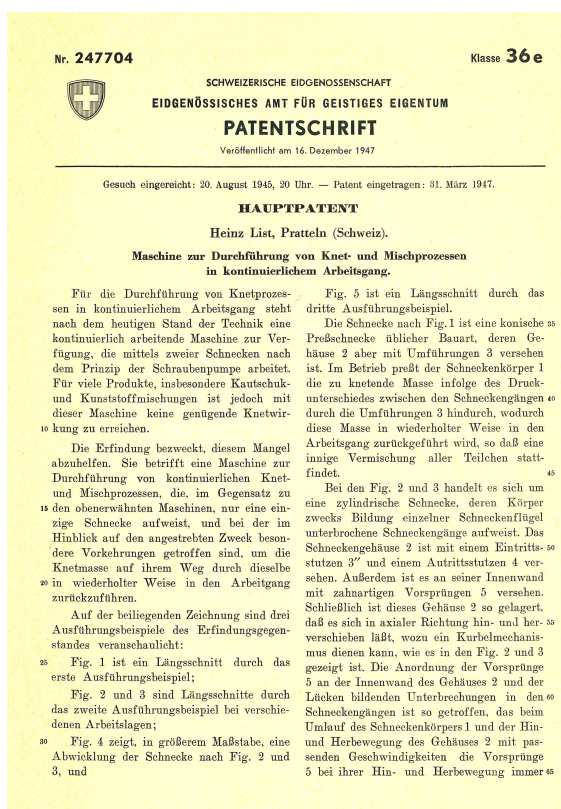 Nr. 247704
Klasse 36 e
SCHWEIZERISCHE EIDGENOSSENSCHAFT
EIDGENÖSSISCHES AMT FÜR GEISTIGES EIGENTUM
PATENTSCHRIFT
Veröffentlicht am 16. Dezember 1947
Gesuch eingereicht: 20. August 1945, 20 Uhr. — Patent eingetragen: 31. März 1947.
HAUPTPATENT
Heinz List, Pratteln (Schweiz).
Maschine zur Durchführung von Knet- und Mischprozessen
in kontinuierlichem Arbeitsgang.
Für die Durchführung von Knetprozes-
sen in kontinuierlichem Arbeitsgang steht
nach dem heutigen Stand der Technik eine
kontinuierlich arbeitende Maschine zur Ver-
fügung, die mittels zweier Schnecken nach
dem Prinzip der Schraubenpumpe arbeitet.
Für viele Produkte, insbesondere Kautschuk-
und Kunststoffmischungen ist jedoch mit
dieser Maschine keine genügende Knetwir-
10 kung zu erreichen.
Die Erfindung bezweckt, diesem Mangel
abzuhelfen. Sie betrifft eine Maschine zur
Durchführung von kontinuierlichen Knet-
und Mischprozessen, die, im Gegensatz zu
15 den obenerwähnten Maschinen, nur eine ein-
zige Schnecke aufweist, und bei der im
Hinblick auf den angestrebten Zweck beson-
dere Vorkehrungen getroffen sind, um die
Knetmasse auf ihrem Weg durch dieselbe
20 in wiederholter Weise in den Arbeitgang
zurückzuführen.
Auf der beiliegenden Zeichnung sind drei
Ausführungsbeispiele des Erfindungsgegen-
standes veranschaulicht:
25 Fig. 1 ist ein Längsschnitt durch das
erste Ausführungsbeispiel;
Fig. 2 und 3 sind Längsschnitte durch
das zweite Ausführungsbeispiel bei verschie-
denen Arbeitslagen;
30 Fig. 4 zeigt, in größerem Maßstabe, eine
Abwicklung der Schnecke nach Fig. 2 und
3, und
Fig. 5 ist ein Längsschnitt durch das
dritte Ausführungsbeispiel.
Die Schnecke nach Fig. 1 ist eine konische 35
Preßschnecke üblicher Bauart, deren Ge-
häuse 2 aber mit Umführungen 3 versehen
ist. Im Betrieb preßt der Schneckenkörper 1
die zu knetende Masse infolge des Druck-
unterschiedes zwischen den Schneckengängen 40
durch die Umführungen 3 hindurch, wodurch
diese Masse in wiederholter Weise in den
Arbeitgang zurückgeführt wird, so daß eine
innige Vermischung aller Teilchen statt-
findet. 45
Bei den Fig. 2 und 3 handelt es sich um
eine zylindrische Schnecke, deren Körper
zwecks Bildung einzelner Schneckenflügel
unterbrochene Schneckengänge aufweist. Das
Schneckengehäuse 2 ist mit einem Eintritts- 50
stutzen 3″ und einem Autrittsstutzen 4 ver-
sehen. Außerdem ist es an seiner Innenwand
mit zahnartigen Vorsprüngen 5 versehen.
Schließlich ist dieses Gehäuse 2 so gelagert,
daß es sich in axialer Richtung hin- und her- 55
verschieben läßt, wozu ein Kurbelmechanis-
mus dienen kann, wie es in den Fig. 2 und 3
gezeigt ist. Die Anordnung der Vorsprünge
5 an der Innenwand des Gehäuses 2 und der
Lücken bildenden Unterbrechungen in den 60
Schneckengängen ist so getroffen, das beim
Umlauf des Schneckenkörpers 1 und der Hin-
und Herbewegung des Gehäuses 2 mit pas-
senden Geschwindigkeiten die Vorsprünge
5 bei ihrer Hin- und Herbewegung immer 65